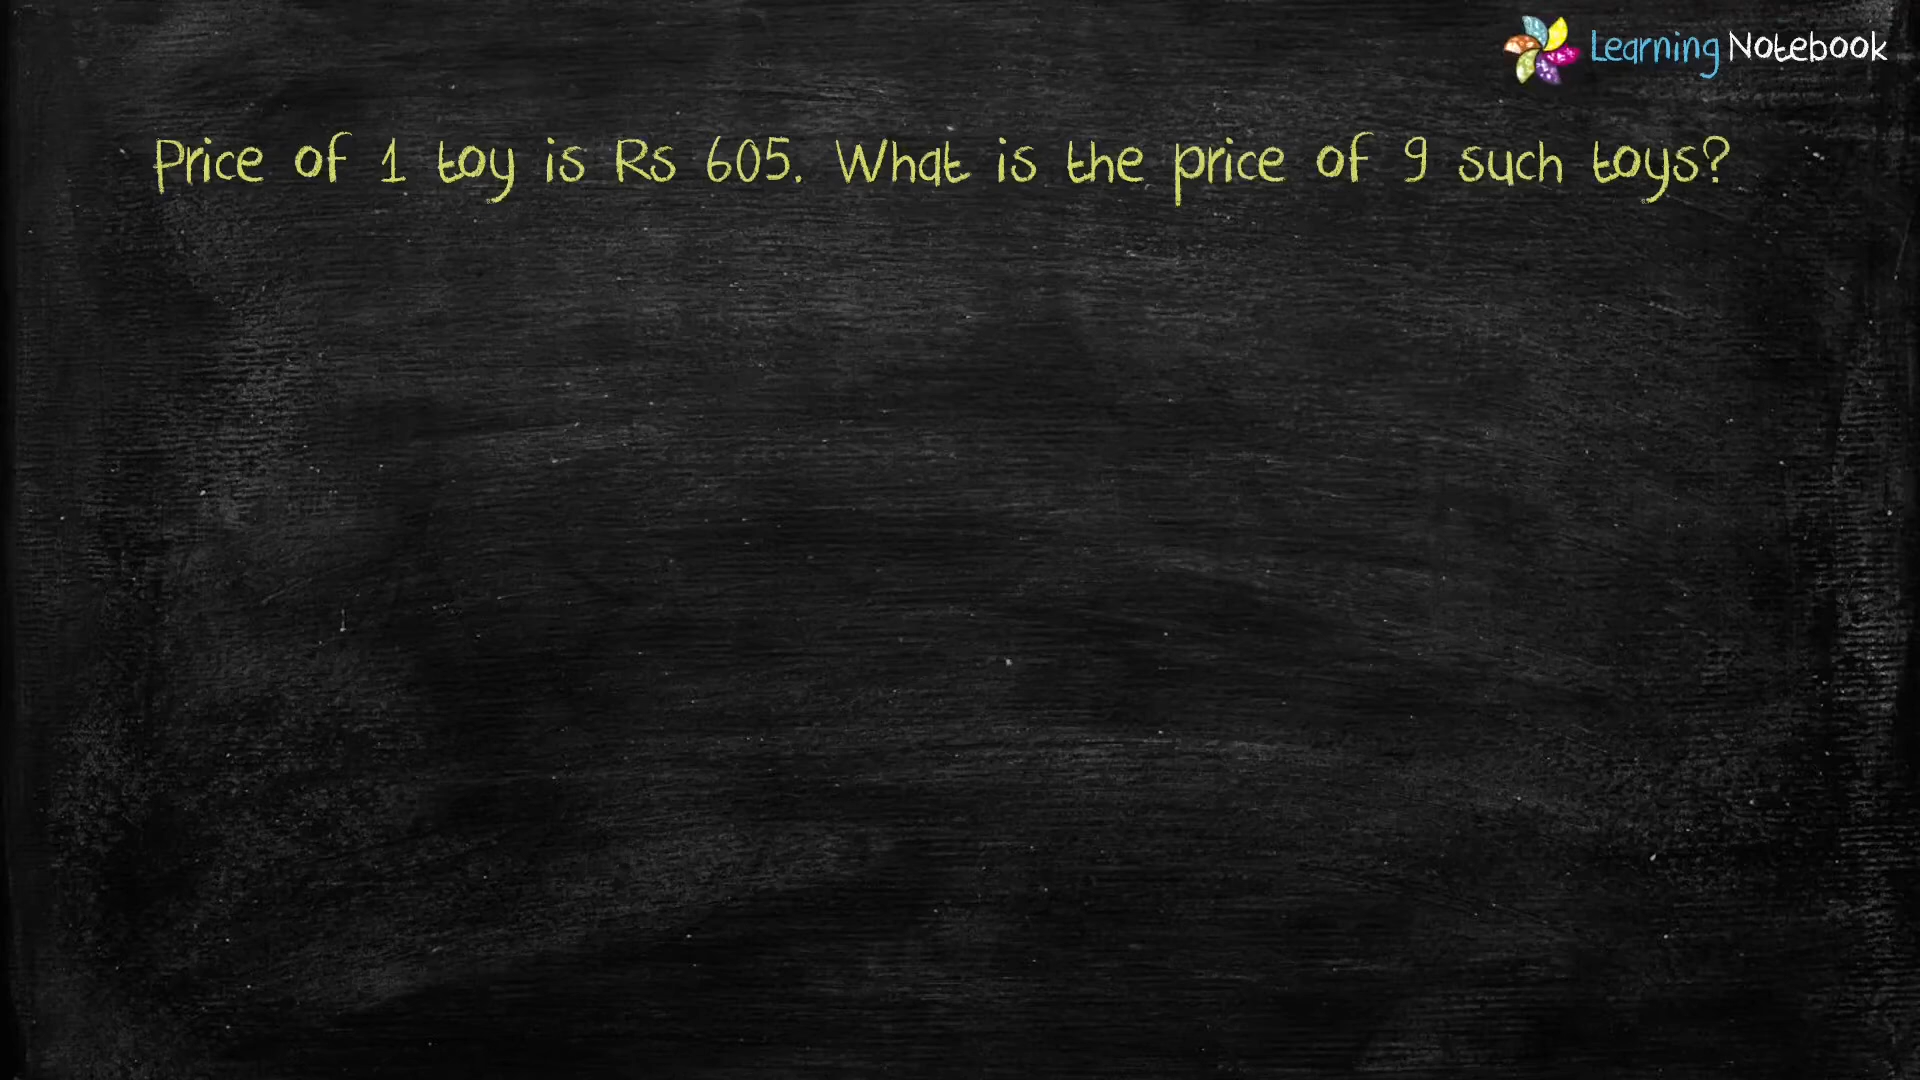 Learning Notebook
Price of 1 toy is Rs 605. What is the price of 9 such toys?